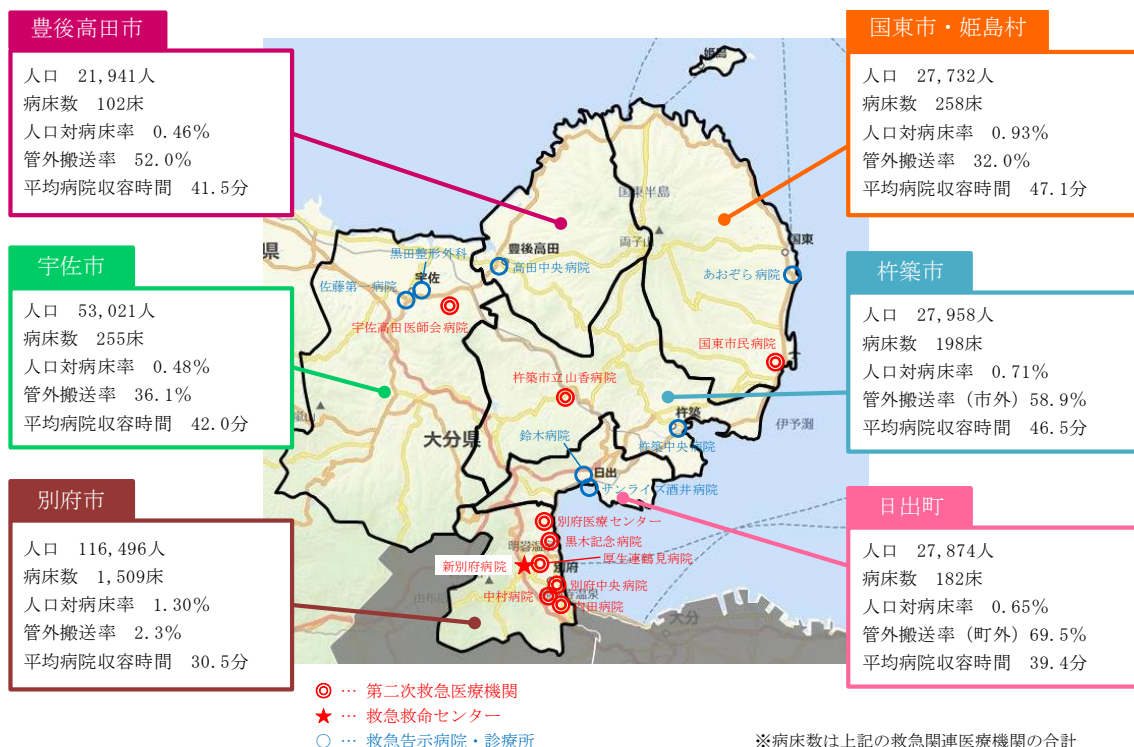 豊後高田市
人口 21,941人
病床数 102床
人口対病床率 0.46%
管外搬送率 52.0%
平均病院収容時間 41.5分
宇佐市
人口 53,021人
病床数 255床
人口対病床率 0.48%
管外搬送率 36.1%
平均病院収容時間 42.0分
別府市
人口 116,496人
病床数 1,509床
人口対病床率 1.30%
管外搬送率 2.3%
平均病院収容時間 30.5分
国東市・姫島村
人口 27,732人
病床数 258床
人口対病床率 0.93%
管外搬送率 32.0%
平均病院収容時間 47.1分
杵築市
人口 27,958人
病床数 198床
人口対病床率 0.71%
管外搬送率(市外)58.9%
平均病院収容時間 46.5分
日出町
人口 27,874人
病床数 182床
人口対病床率 0.65%
管外搬送率(町外)69.5%
平均病院収容時間 39.4分
姫島
国東半島
両子山
国東
豊後高田
高田中央病院
黒田整形外科
宇佐
佐藤第一病院
宇佐高田医師会病院
あおぞら病院
国東市民病院
杵築市立山香病院
杵築
杵築中央病院
伊予灘
県
大分県
鈴木病院
日出
サンライズ酒井病院
別府医療センター
黒木記念病院
明礬温
厚生連鶴見病院
新別府病院
別府
別府中央病院
中村病院
温泉
内田病院
大分
◎ … 第二次救急医療機関
★ … 救急救命センター
○ … 救急告示病院・診療所
※病床数は上記の救急関連医療機関の合計